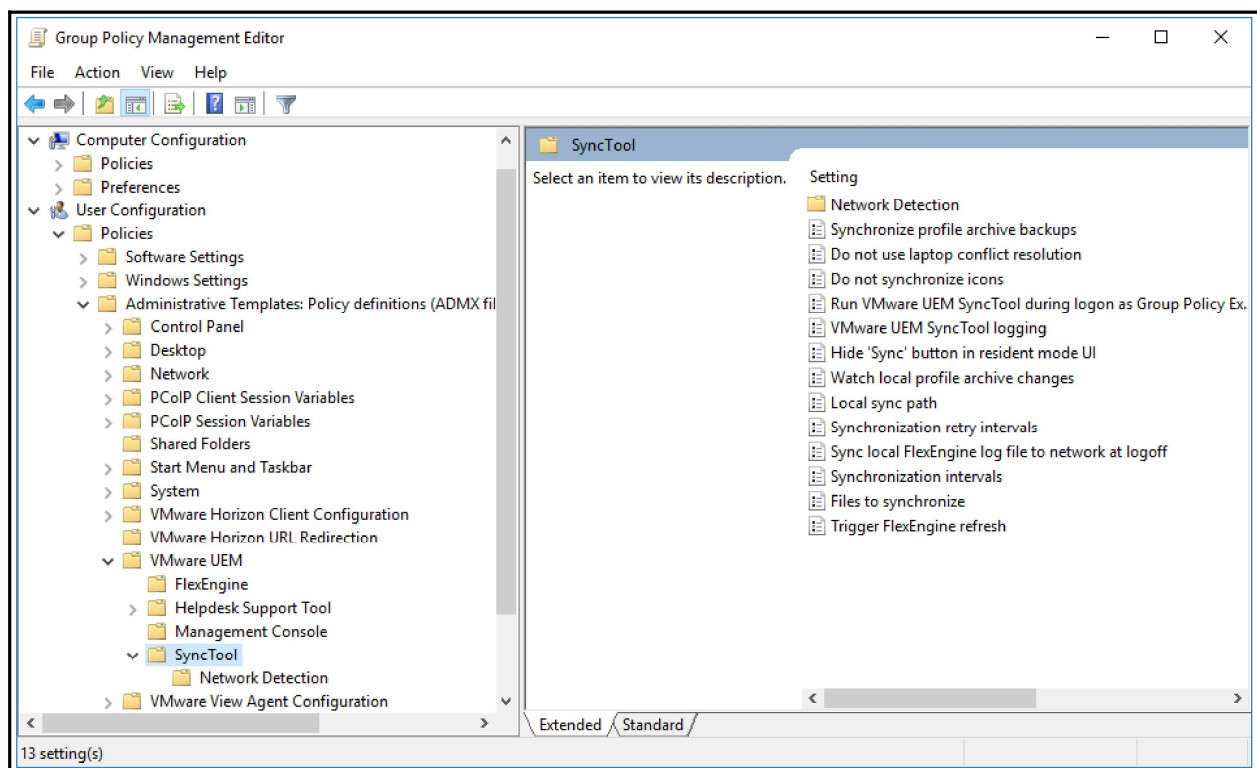 Group Policy Management Editor
File Action View Help
Computer Configuration
Policies
Preferences
User Configuration
Policies
Software Settings
Windows Settings
Administrative Templates: Policy definitions (ADMX fil
Control Panel
Desktop
Network
PCoIP Client Session Variables
PCoIP Session Variables
Shared Folders
Start Menu and Taskbar
System
VMware Horizon Client Configuration
VMware Horizon URL Redirection
VMware UEM
FlexEngine
Helpdesk Support Tool
Management Console
SyncTool
Network Detection
VMware View Agent Configuration
SyncTool
Select an item to view its description.
Setting
Network Detection
Synchronize profile archive backups
Do not use laptop conflict resolution
Do not synchronize icons
Run VMware UEM SyncTool during logon as Group Policy Ex.
VMware UEM SyncTool logging
Hide 'Sync' button in resident mode UI
Watch local profile archive changes
Local sync path
Synchronization retry intervals
Sync local FlexEngine log file to network at logoff
Synchronization intervals
Files to synchronize
Trigger FlexEngine refresh
Extended Standard
13 setting(s)